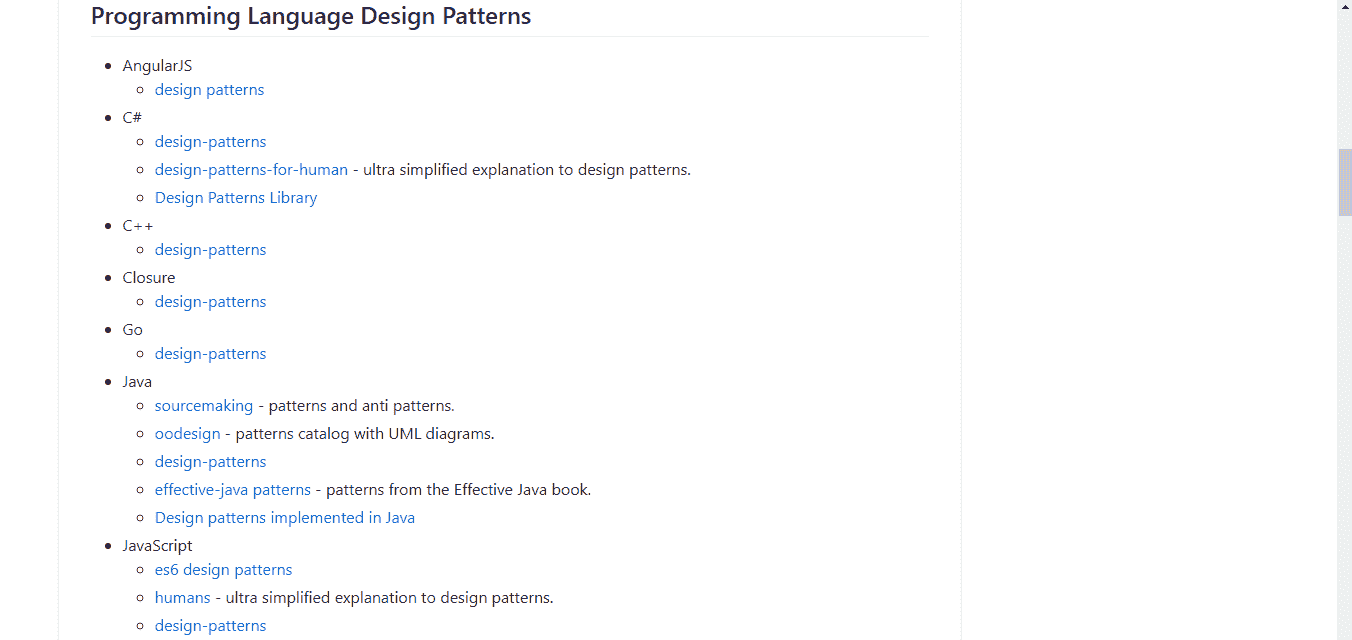 Programming Language Design Patterns
AngularJS
design patterns
C#
design-patterns
design-patterns-for-human - ultra simplified explanation to design patterns.
Design Patterns Library
C++
design-patterns
Closure
design-patterns
Go
design-patterns
Java
sourcemaking - patterns and anti patterns.
oodesign - patterns catalog with UML diagrams.
design-patterns
effective-java patterns - patterns from the Effective Java book.
Design patterns implemented in Java
JavaScript
es6 design patterns
humans - ultra simplified explanation to design patterns.
design-patterns